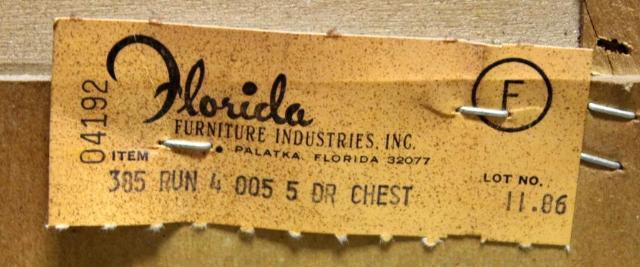 04192
Florida
F
FURNITURE INDUSTRIES, INC.
• PALATKA, FLORIDA 32077
ITEM
385 RUN 4 005 5 DR CHEST
LOT NO.
11.86